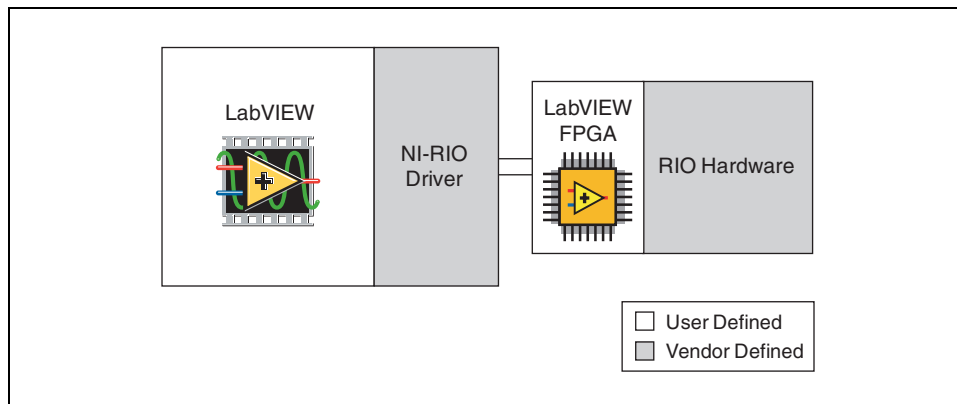 LabVIEW
NI-RIO
Driver
LabVIEW
FPGA
RIO Hardware
User Defined
Vendor Defined